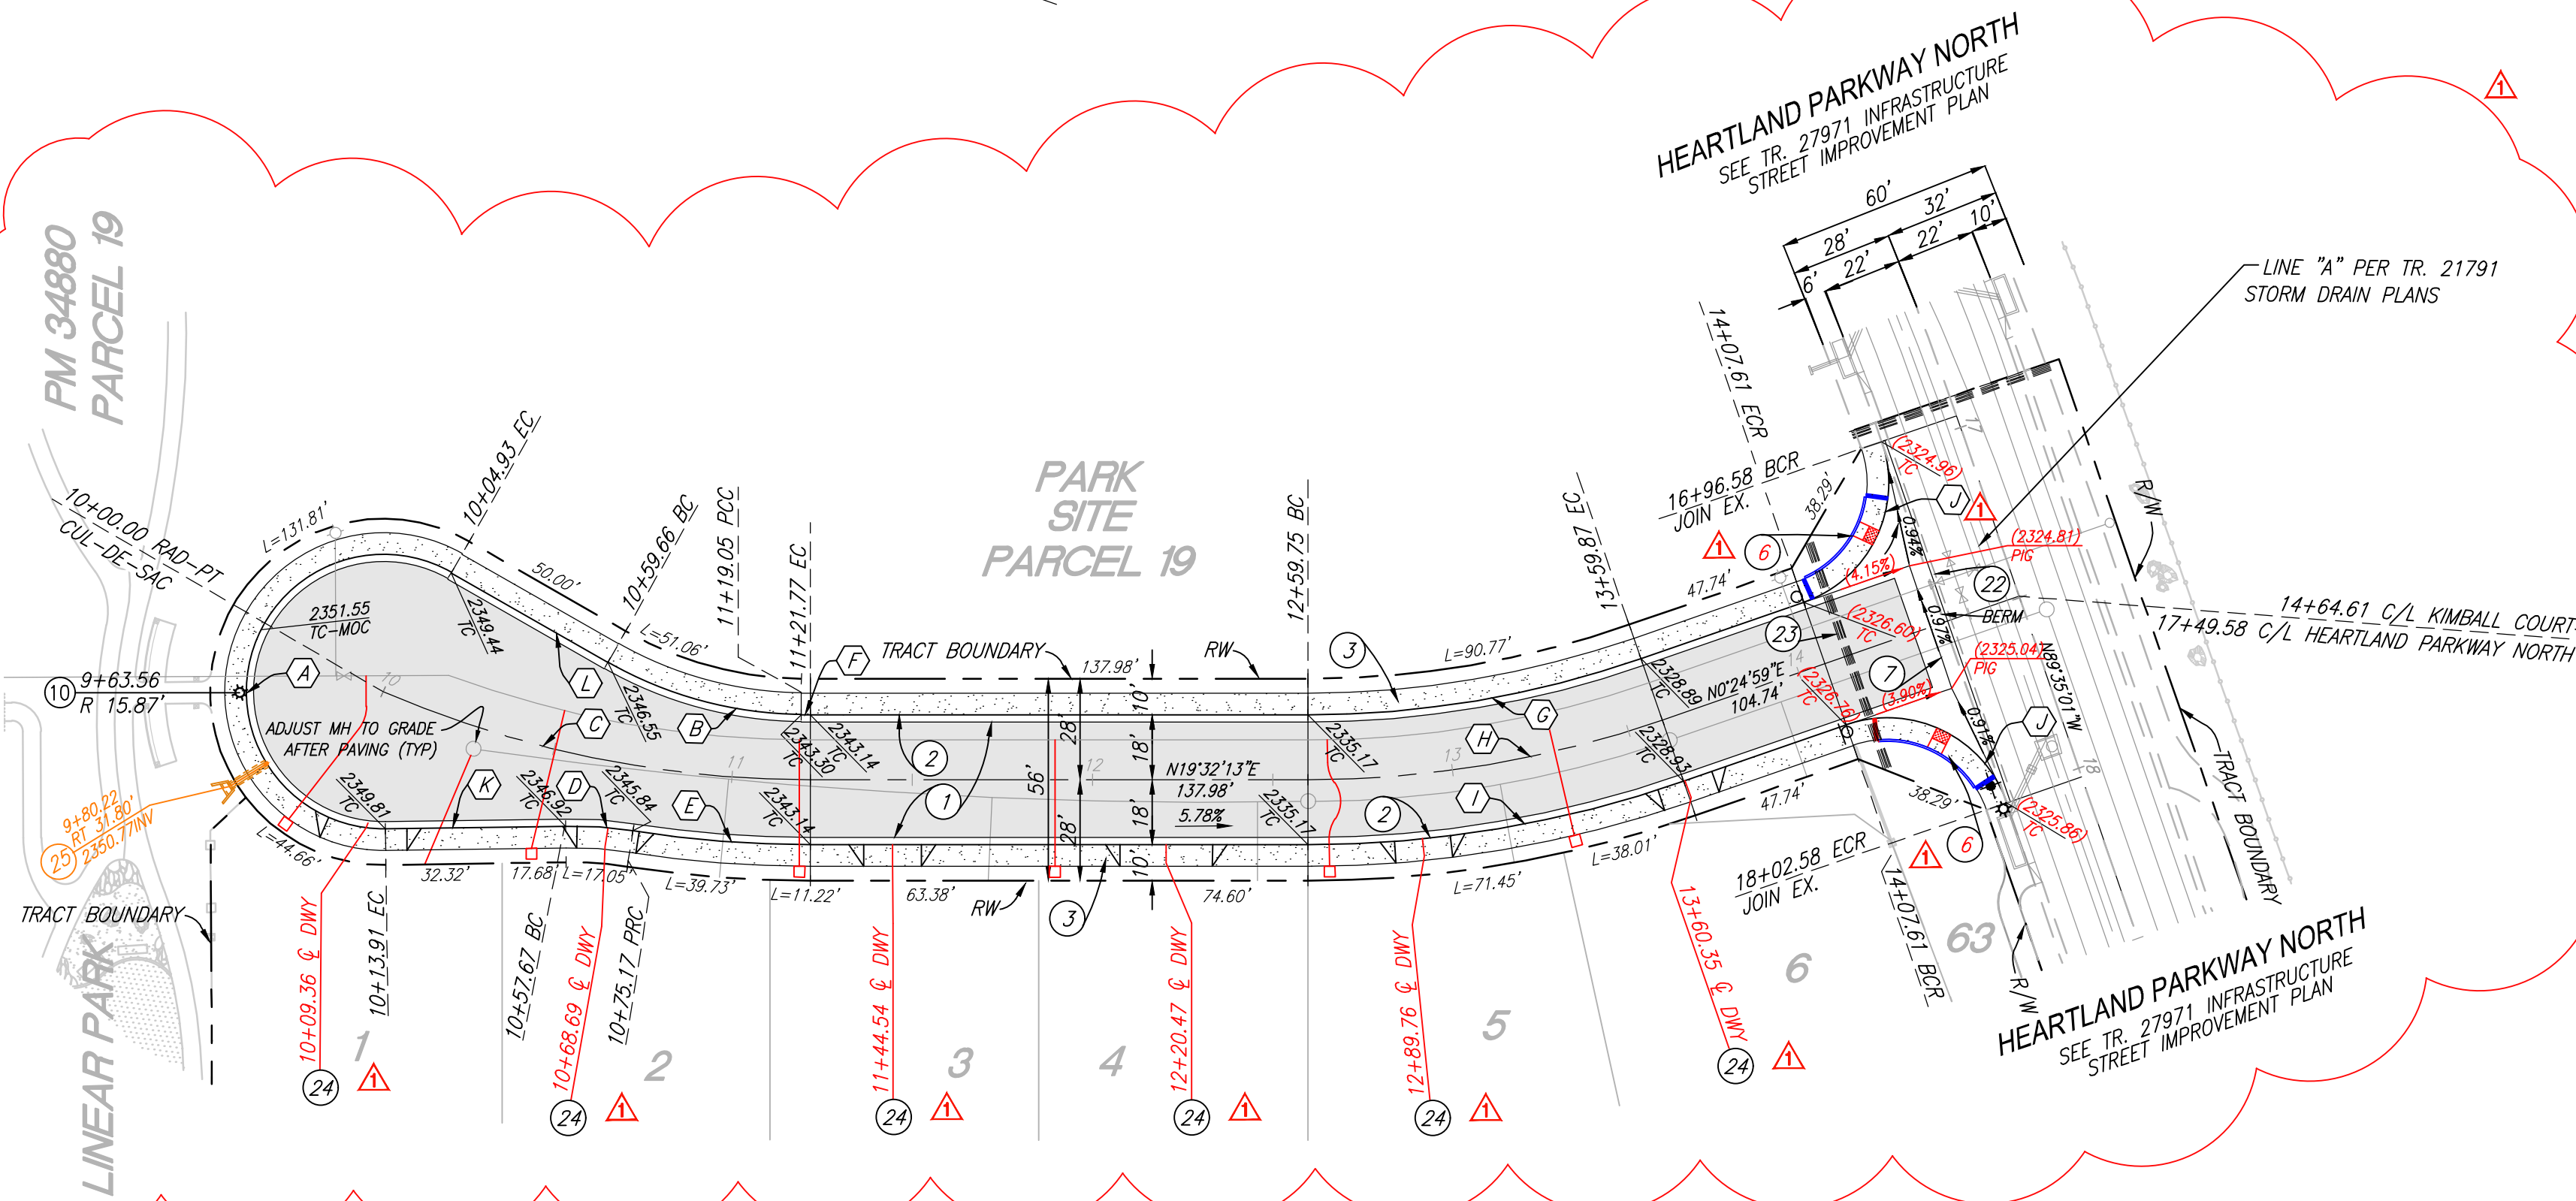 HEARTLAND PARKWAY NORTH
SEE TR. 27971 INFRASTRUCTURE
STREET IMPROVEMENT PLAN
1
60'
28'
32'
6'
22'
22'
10'
LINE "A" PER TR. 21791
STORM DRAIN PLANS
PM 34880
PARCEL 19
PARK
SITE
PARCEL 19
10+00.00 RAD-PT
CUL-DE-SAC
L=131.81'
10+04.93 EC
50.00'
10+59.66 BC
L=51.06'
11+19.05 PCC
11+21.77 EC
F
TRACT BOUNDARY
RW
137.98'
12+59.75 BC
3
L=90.77'
13+59.87 EC
47.74'
14+07.61 ECR
16+96.58 BCR
JOIN EX.
38.29'
1
6
J
1
(2324.96)
TC
0.94%
(2324.81)
PIG
(4.15%)
22
BERM
0.97%
R/W
17
14+64.61 C/L KIMBALL COURT
17+49.58 C/L HEARTLAND PARKWAY NORTH
(2326.60)
TC
23
14
(2325.04)
PIG
7
(3.90%)
(2326.76)
TC
N89°35'01"W
0.91%
J
18
TRACT BOUNDARY
2351.55
TC-MOC
2349.44
TC
10
9+63.56
R 15.87'
A
10
L
2346.55
TC
B
C
ADJUST MH TO GRADE
AFTER PAVING (TYP)
2343.30
TC
2343.14
TC
2
56'
28'
28'
10'
18'
18'
10'
12
N19°32'13"E
137.98'
5.78%
2335.17
TC
13
H
G
2328.89
TC
N0°24'59"E
104.74'
2328.93
TC
11
1
2335.17
TC
2
I
K
D
E
2349.81
TC
2346.92
TC
2345.84
TC
2343.14
TC
9+80.22
RT 31.80'
2350.77INV
25
L=44.66'
32.32'
17.68'
L=17.05'
L=39.73'
L=11.22'
63.38'
RW
3
74.60'
L=71.45'
L=38.01'
47.74'
38.29'
(2325.86)
TC
6
1
18+02.58 ECR
JOIN EX.
14+07.61 BCR
R/W
TRACT BOUNDARY
LINEAR PARK
10+09.36 ℄ DWY
10+13.91 EC
10+57.67 BC
10+68.69 ℄ DWY
10+75.17 PRC
11+44.54 ℄ DWY
12+20.47 ℄ DWY
12+89.76 ℄ DWY
13+60.35 ℄ DWY
1
2
3
4
5
6
63
24
1
24
1
24
1
24
1
24
1
24
1
HEARTLAND PARKWAY NORTH
SEE TR. 27971 INFRASTRUCTURE
STREET IMPROVEMENT PLAN